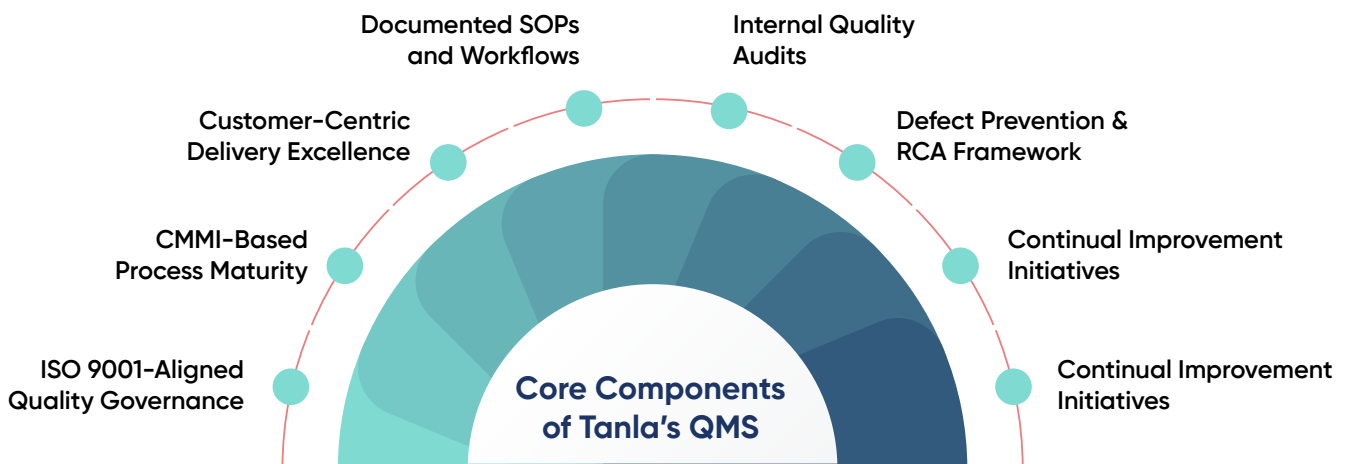 Documented SOPs
and Workflows
Internal Quality
Audits
Customer-Centric
Delivery Excellence
Defect Prevention &
RCA Framework
CMMI-Based
Process Maturity
Continual Improvement
Initiatives
ISO 9001-Aligned
Quality Governance
Continual Improvement
Initiatives
Core Components
of Tanla's QMS